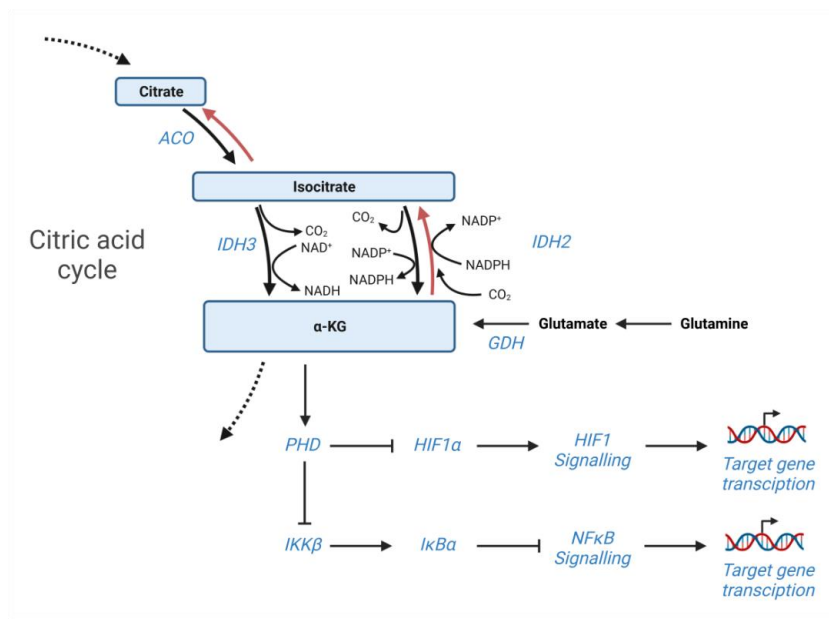 Citrate
ACO
Isocitrate
Citric acid
cycle
IDH3
CO₂
NAD⁺
NADH
CO₂
NADP⁺
NADPH
NADP⁺
NADPH
CO₂
IDH2
α-KG
Glutamate
Glutamine
GDH
PHD
HIF1α
HIF1
Signalling
Target gene
transciption
IKKβ
IκBα
NFκB
Signalling
Target gene
transciption